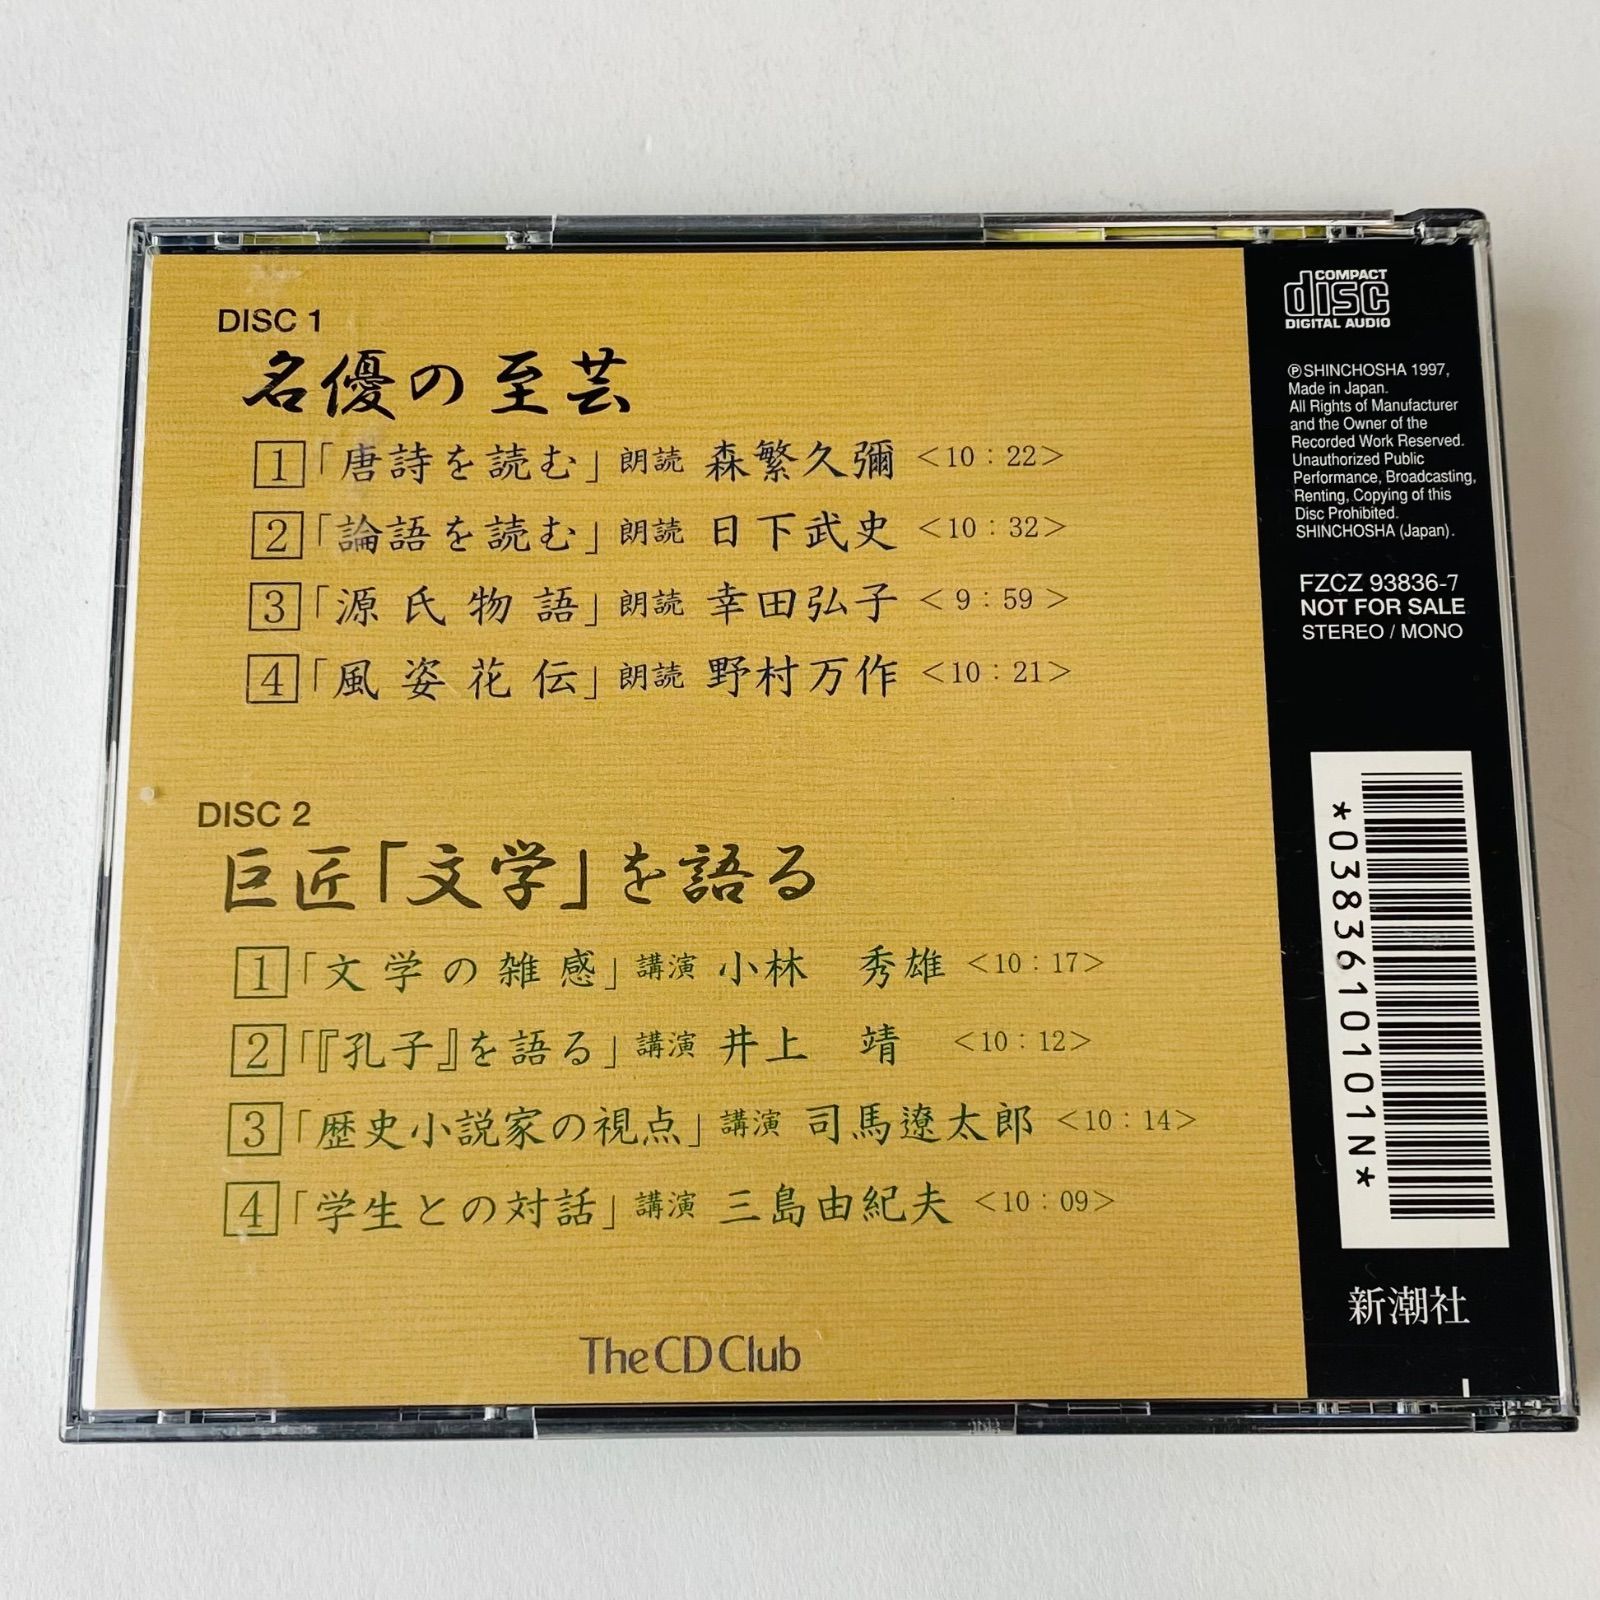 DISC 1
名優の至芸
1「唐詩を読む」朗読 森繁久彌 <10:22>
2「論語を読む」朗読 日下武史 <10:32>
3「源氏物語」朗読 幸田弘子 <9:59>
4「風姿花伝」朗読 野村万作 <10:21>
DISC 2
巨匠「文学」を語る
1「文学の雑感」講演 小林 秀雄 <10:17>
2「『孔子』を語る」講演 井上 靖 <10:12>
3「歴史小説家の視点」講演 司馬遼太郎 <10:14>
4「学生との対話」講演 三島由紀夫 <10:09>
The CD Club
COMPACT
disc
DIGITAL AUDIO
ⓅSHINCHOSHA 1997,
Made in Japan.
All Rights of Manufacturer
and the Owner of the
Recorded Work Reserved.
Unauthorized Public
Performance, Broadcasting,
Renting, Copying of this
Disc Prohibited.
SHINCHOSHA (Japan).
FZCZ 93836-7
NOT FOR SALE
STEREO / MONO
*0383610101N*
新潮社